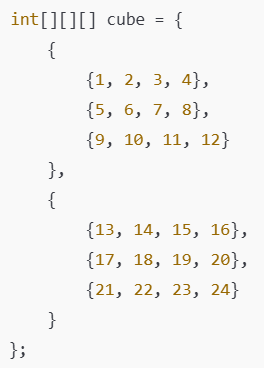 int[][][] cube = {
    {
        {1, 2, 3, 4},
        {5, 6, 7, 8},
        {9, 10, 11, 12}
    },
    {
        {13, 14, 15, 16},
        {17, 18, 19, 20},
        {21, 22, 23, 24}
    }
};